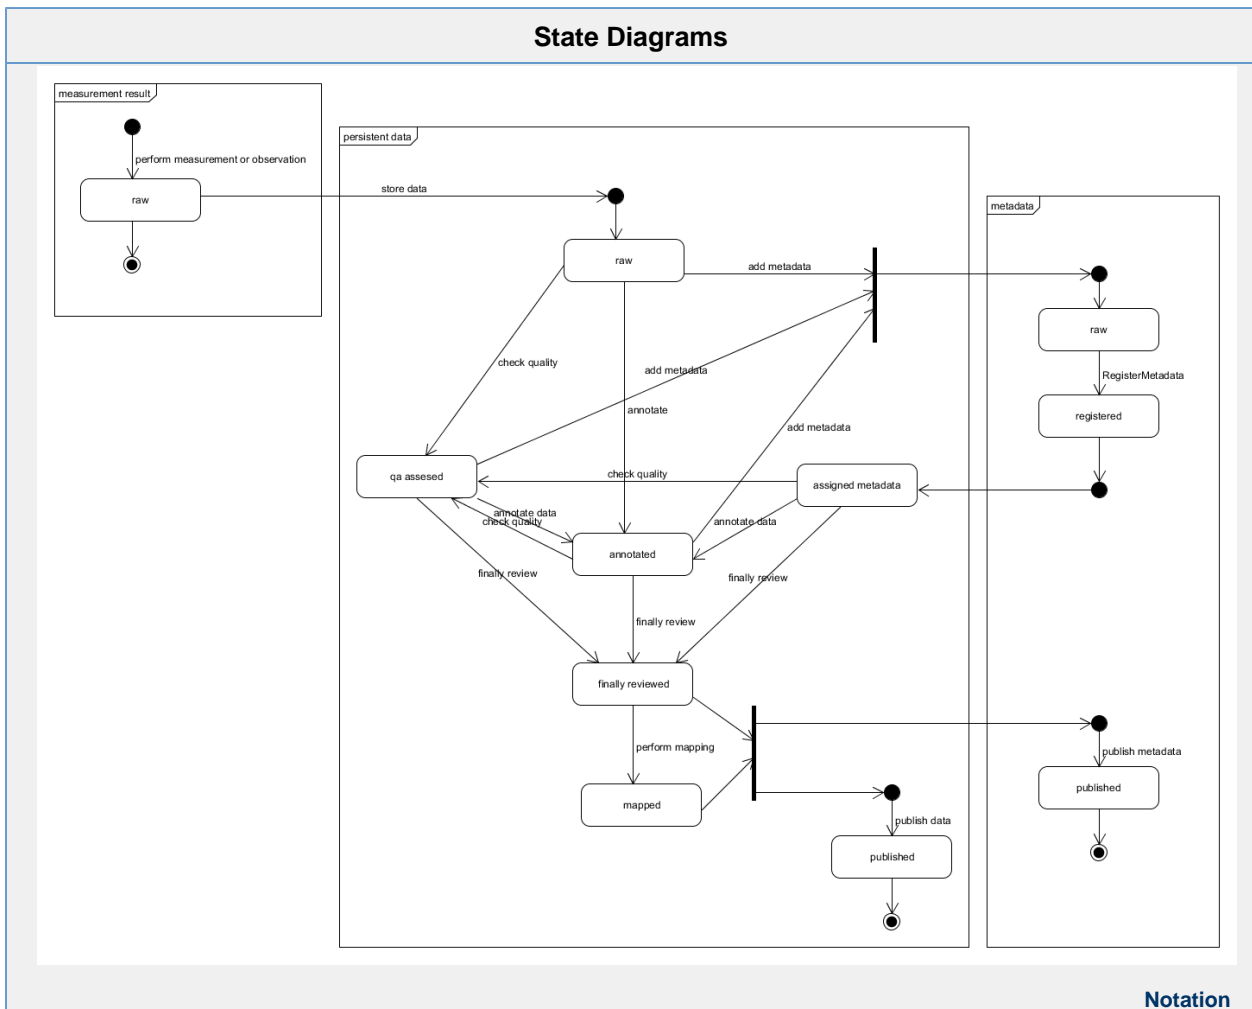 State Diagrams
measurement result
perform measurement or observation
raw
persistent data
store data
raw
add metadata
metadata
raw
check quality
add metadata
RegisterMetadata
annotate
registered
add metadata
qa assesed
check quality
assigned metadata
annotate data
check quality
annotate data
annotated
finally review
finally review
finally review
finally reviewed
perform mapping
publish metadata
mapped
published
publish data
published
Notation